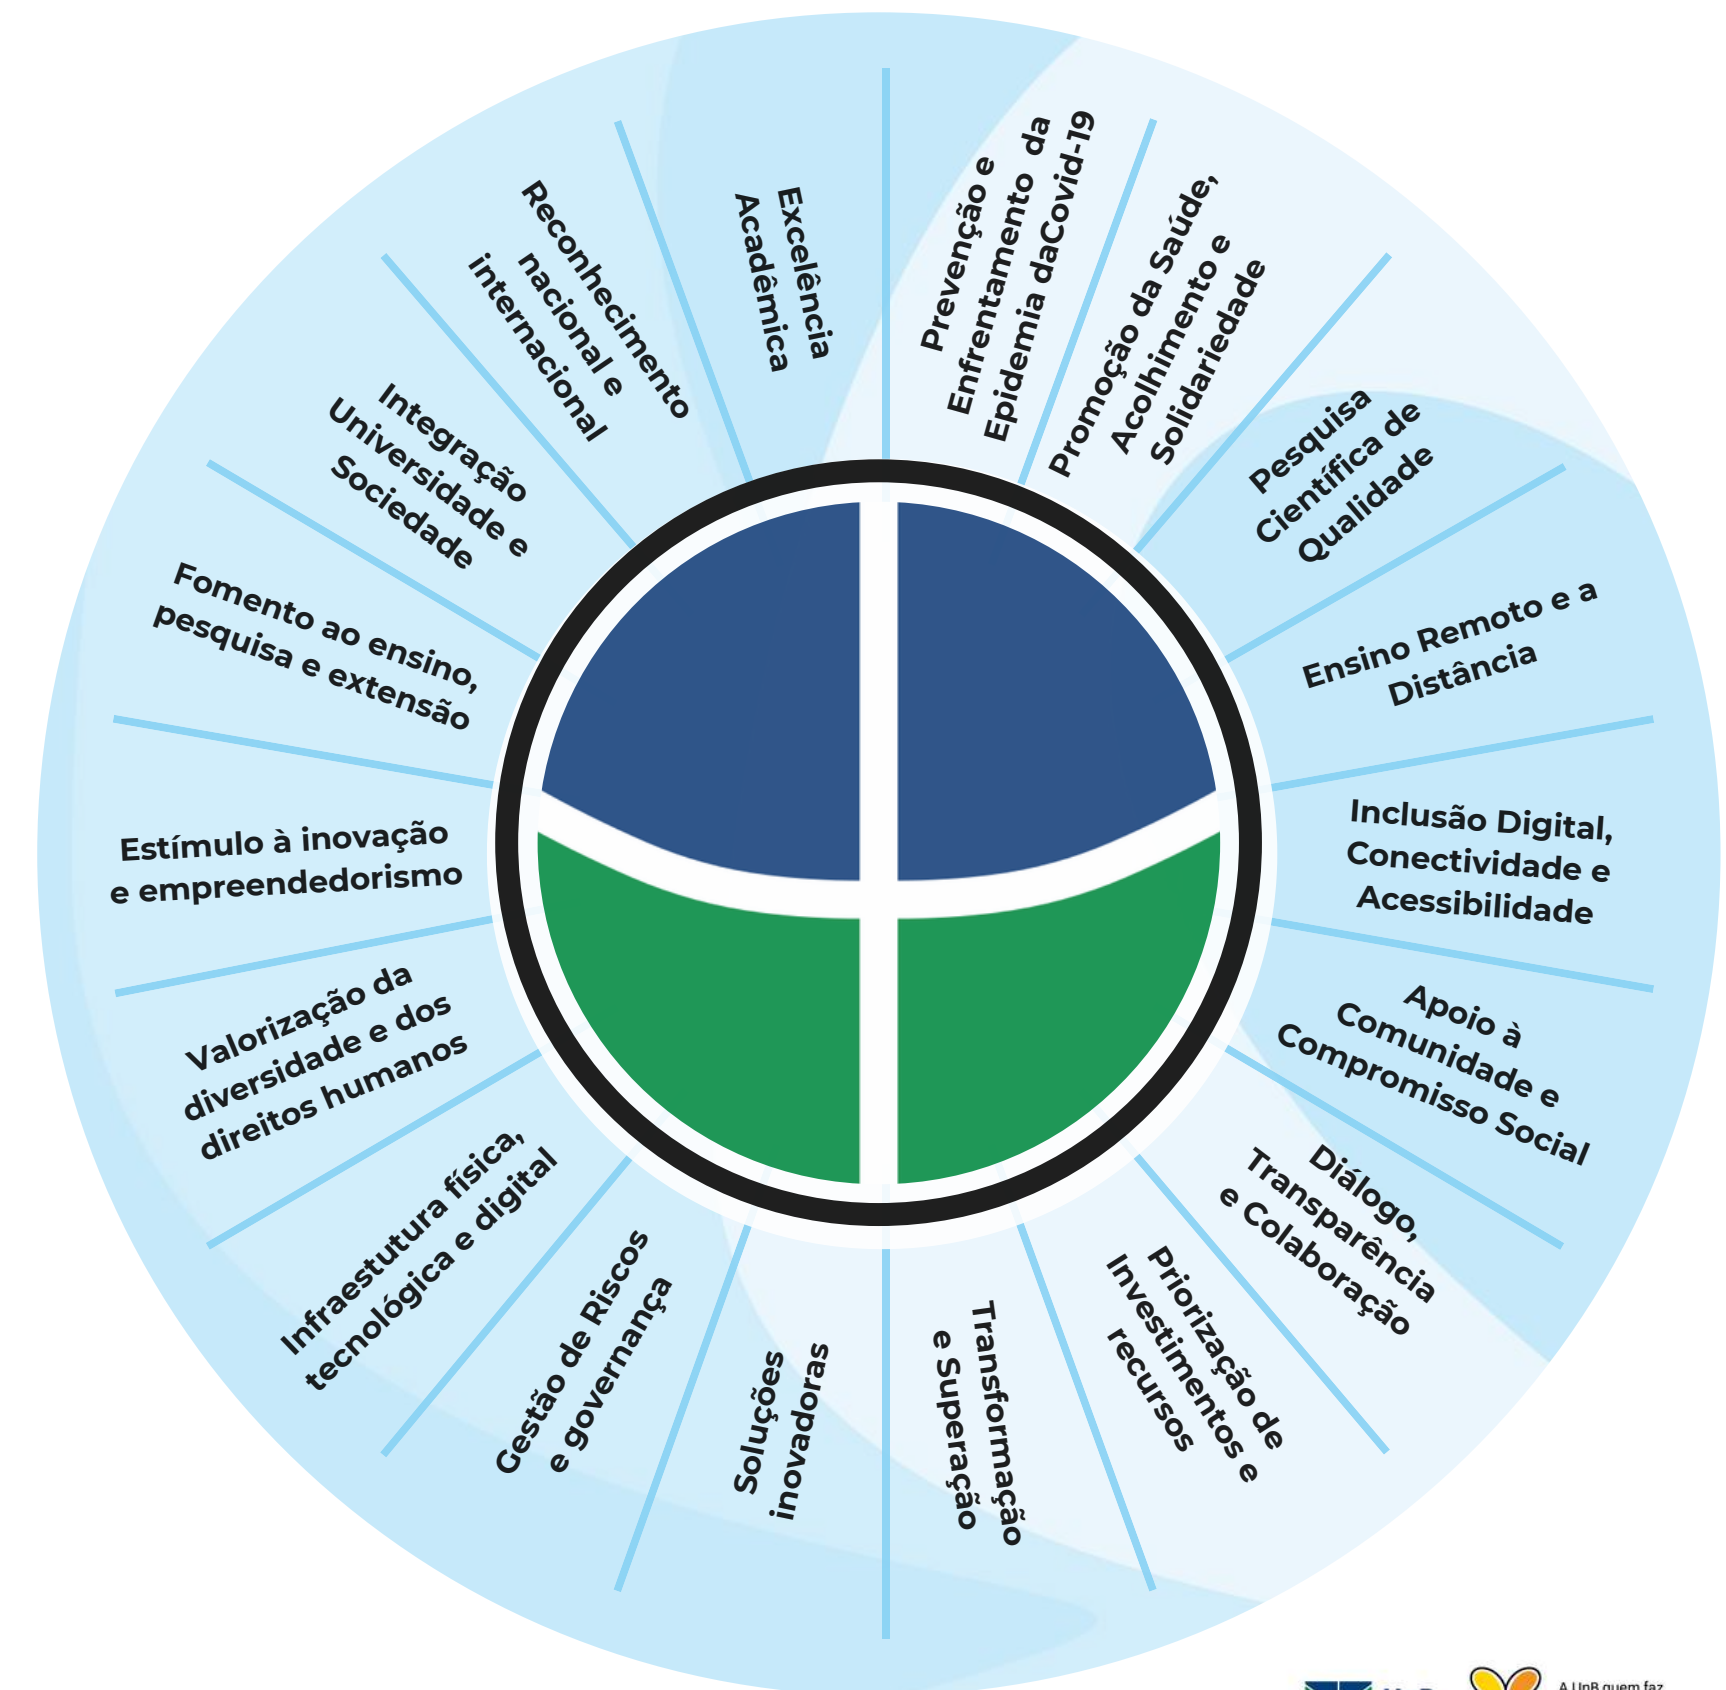 Prevenção e
Enfrentamento da
Epidemia daCovid-19
Promoção da Saúde,
Acolhimento e
Solidariedade
Pesquisa
Científica de
Qualidade
Ensino Remoto e a
Distância
Inclusão Digital,
Conectividade e
Acessibilidade
Apoio à
Comunidade e
Compromisso Social
Diálogo,
Transparência
e Colaboração
Priorização de
Investimentos e
recursos
Transformação
e Superação
Soluções
inovadoras
Gestão de Riscos
e governança
Infraestutura física,
tecnológica e digital
Valorização da
diversidade e dos
direitos humanos
Estímulo à inovação
e empreendedorismo
Fomento ao ensino,
pesquisa e extensão
Integração
Universidade e
Sociedade
Reconhecimento
nacional e
internacional
Excelência
Acadêmica
A UnB quem faz